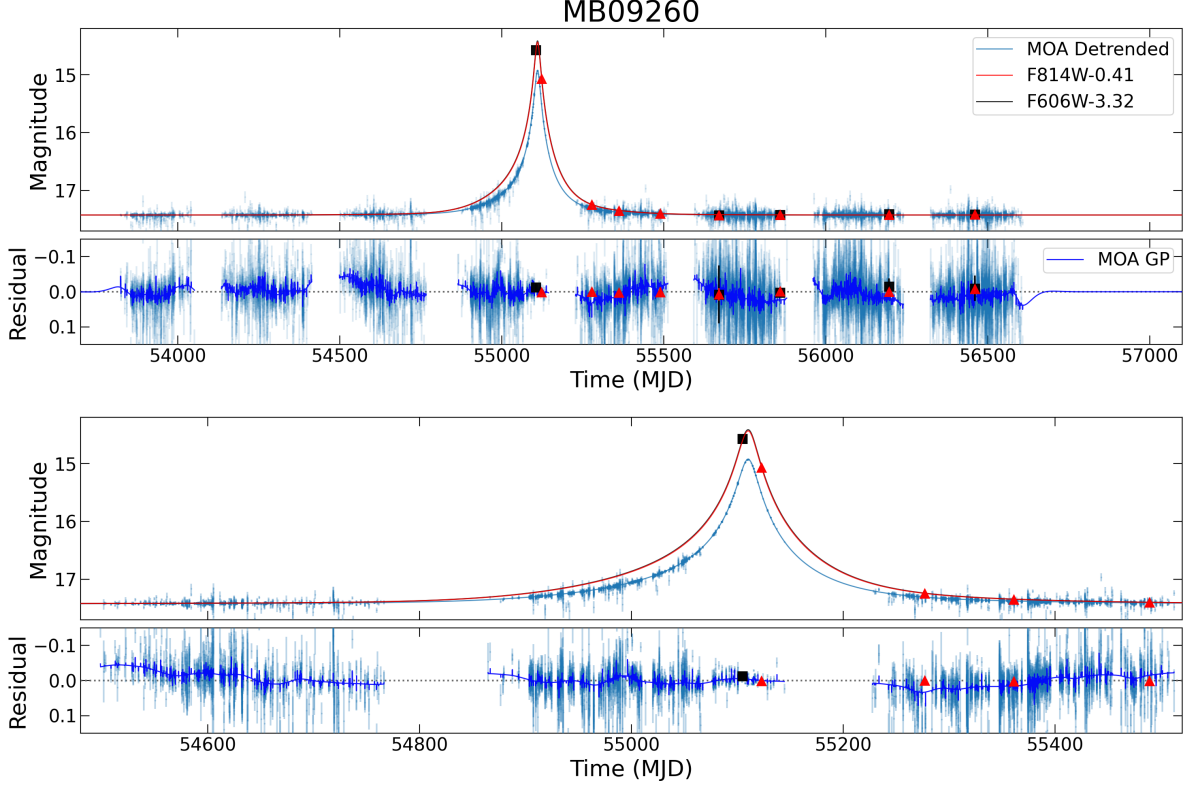 MB09260
Magnitude
15
16
17
MOA Detrended
F814W-0.41
F606W-3.32
Residual
−0.1
0.0
0.1
MOA GP
54000 54500 55000 55500 56000 56500 57000
Time (MJD)
Magnitude
15
16
17
Residual
−0.1
0.0
0.1
54600 54800 55000 55200 55400
Time (MJD)